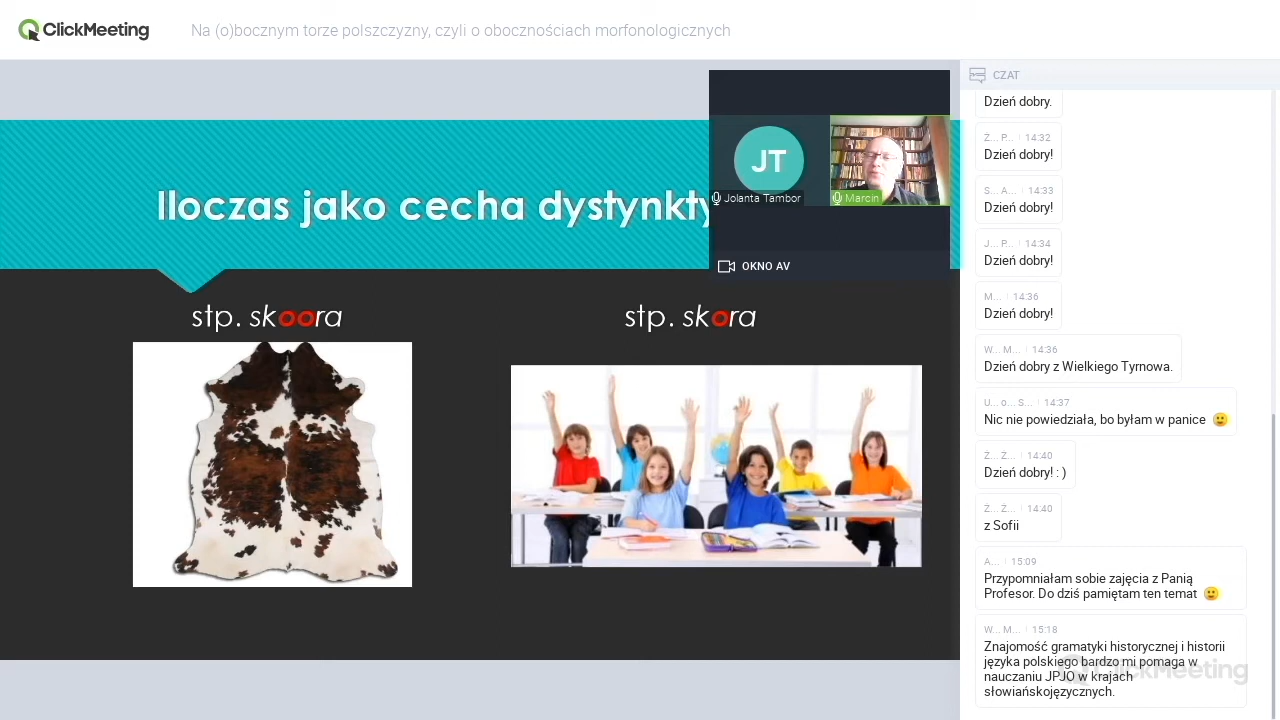 ClickMeeting
Na (o)bocznym torze polszczyzny, czyli o obocznościach morfonologicznych
CZAT
Iloczas jako cecha dystynkty
JT
Jolanta Tambor
Marcin
OKNO AV
stp. skoora
stp. skora
Dzień dobry.
Z... P... 14:32
Dzień dobry!
S... A... 14:33
Dzień dobry!
J... P... 14:34
Dzień dobry!
M... 14:36
Dzień dobry!
W... M... 14:36
Dzień dobry z Wielkiego Tyrnowa.
U... o... S... 14:37
Nic nie powiedziała, bo byłam w panice 🙂
Ż... Ż... 14:40
Dzień dobry! : )
Ż... Ż... 14:40
z Sofii
A... 15:09
Przypomniałam sobie zajęcia z Panią
Profesor. Do dziś pamiętam ten temat 🙂
W... M... 15:18
Znajomość gramatyki historycznej i historii
języka polskiego bardzo mi pomaga w
nauczaniu JPJO w krajach
słowiańskojęzycznych.
ClickMeeting